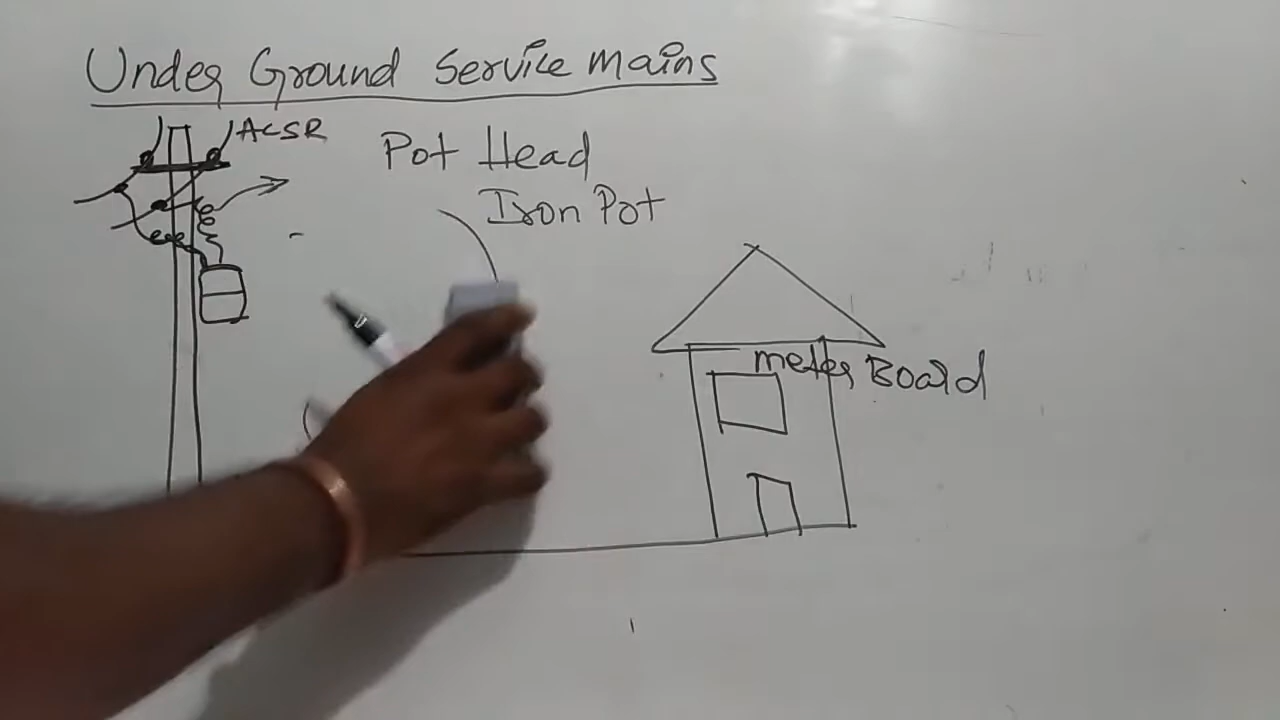 Under Ground Service mains
ACSR
Pot Head
Iron Pot
meter Board